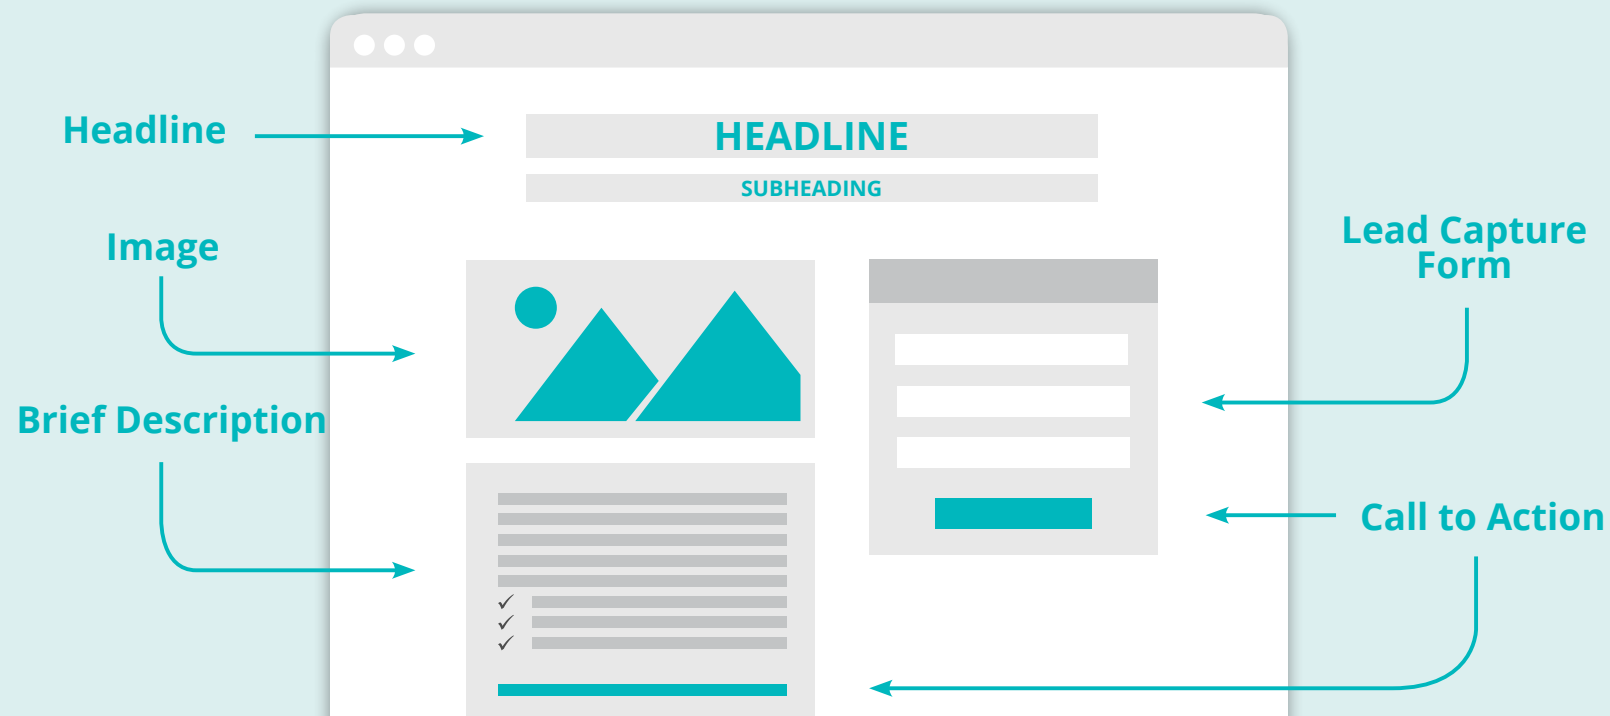 Headline
HEADLINE
SUBHEADING
Image
Lead Capture
Form
Brief Description
Call to Action